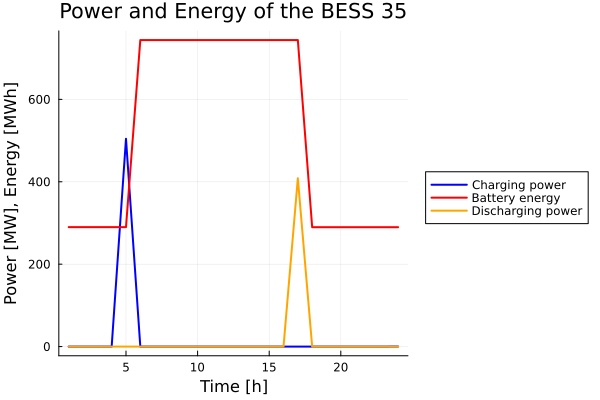 Power and Energy of the BESS 35
Power [MW], Energy [MWh]
600
400
200
0
5
10
15
20
Time [h]
Charging power
Battery energy
Discharging power